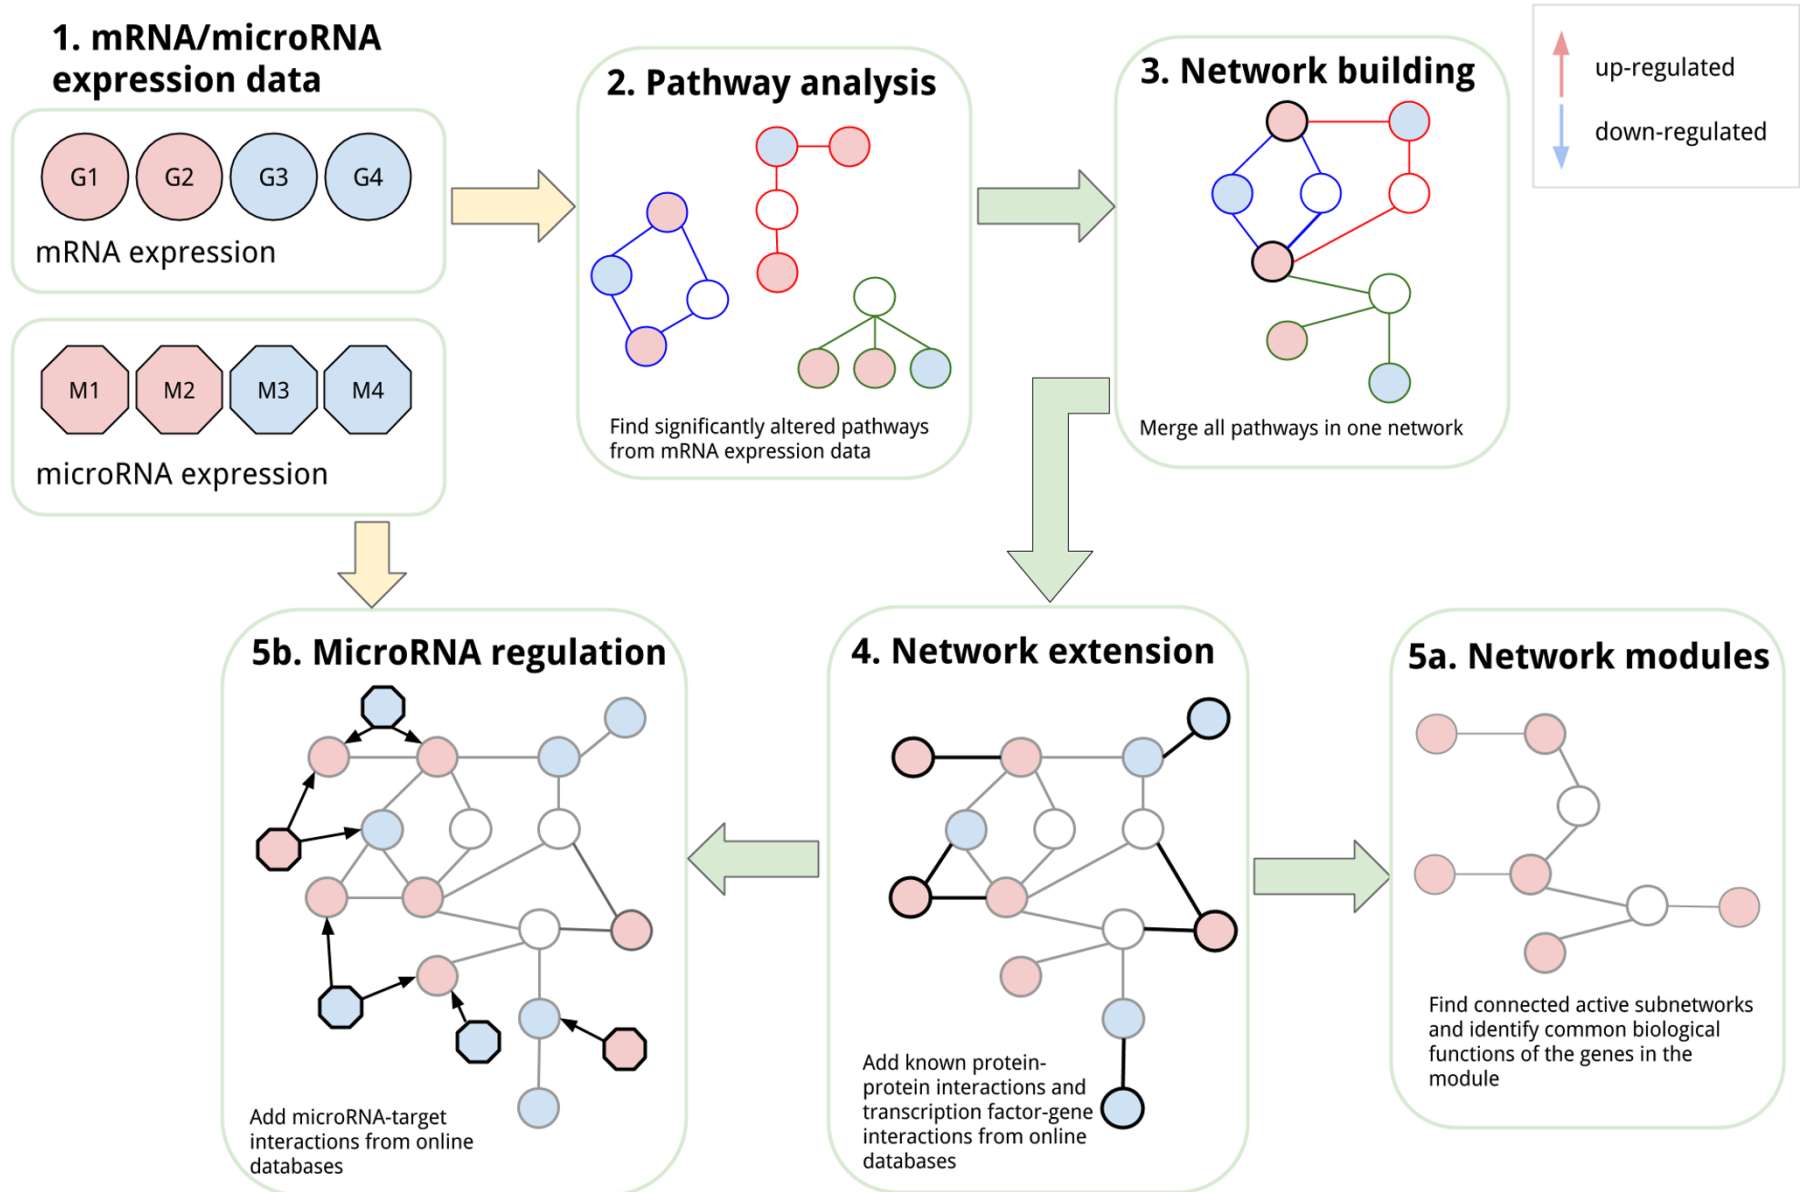 1. mRNA/microRNA
expression data
G1 G2 G3 G4
mRNA expression
M1 M2 M3 M4
microRNA expression
2. Pathway analysis
Find significantly altered pathways
from mRNA expression data
3. Network building
Merge all pathways in one network
up-regulated
down-regulated
5b. MicroRNA regulation
Add microRNA-target
interactions from online
databases
4. Network extension
Add known protein-
protein interactions and
transcription factor-gene
interactions from online
databases
5a. Network modules
Find connected active subnetworks
and identify common biological
functions of the genes in the
module